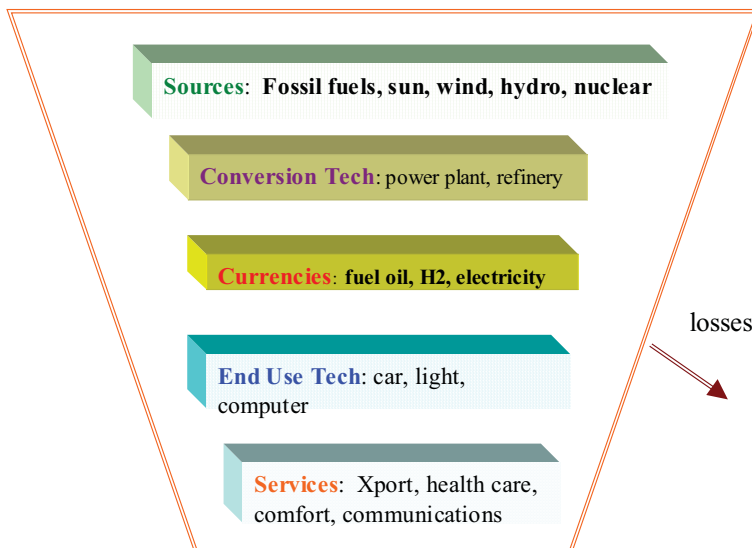 Sources: Fossil fuels, sun, wind, hydro, nuclear
Conversion Tech: power plant, refinery
Currencies: fuel oil, H2, electricity
losses
End Use Tech: car, light,
computer
Services: Xport, health care,
comfort, communications